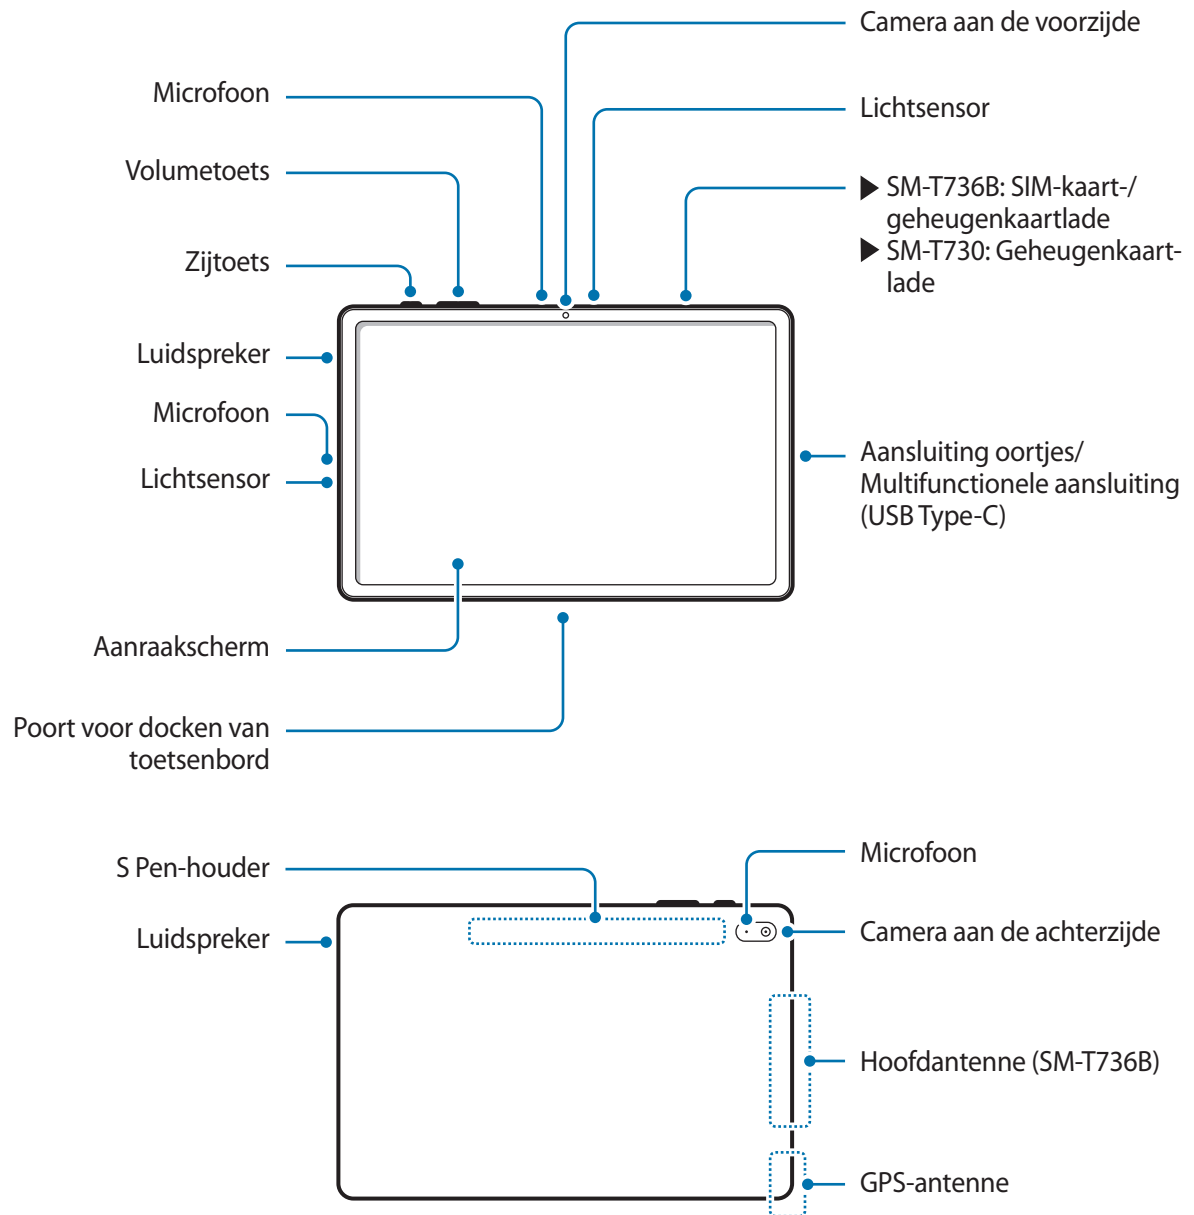 Camera aan de voorzijde
Microfoon
Lichtsensor
Volumetoets
▶ SM-T736B: SIM-kaart-/
geheugenkaartlade
▶ SM-T730: Geheugenkaart-
lade
Zijtoets
Luidspreker
Microfoon
Lichtsensor
Aansluiting oortjes/
Multifunctionele aansluiting
(USB Type-C)
Aanraakscherm
Poort voor docken van
toetsenbord
S Pen-houder
Microfoon
Luidspreker
Camera aan de achterzijde
Hoofdantenne (SM-T736B)
GPS-antenne